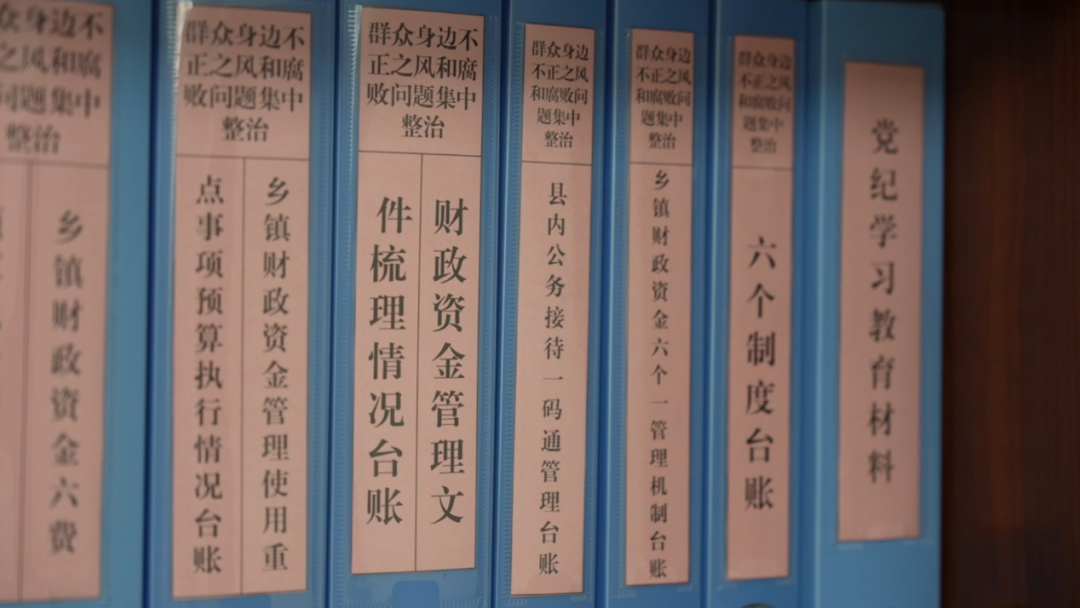 众身边不
之风和腐
问题集中
整治
乡镇财政资金六费
群众身边不
正之风和腐
败问题集中
整治
乡镇财政资金管理使用重
点事项预算执行情况台账
群众身边不
正之风和腐
败问题集中
整治
财政资金管理文
件梳理情况台账
群众身边
不正之风
和腐败问
题集中
整治
县内公务接待一码通管理台账
群众身边
不正之风
和腐败问
题集中
整治
乡镇财政资金六个一管理机制台账
群众身边
不正之风
和腐败问
题集中
整治
六个制度台账
党纪学习教育材料